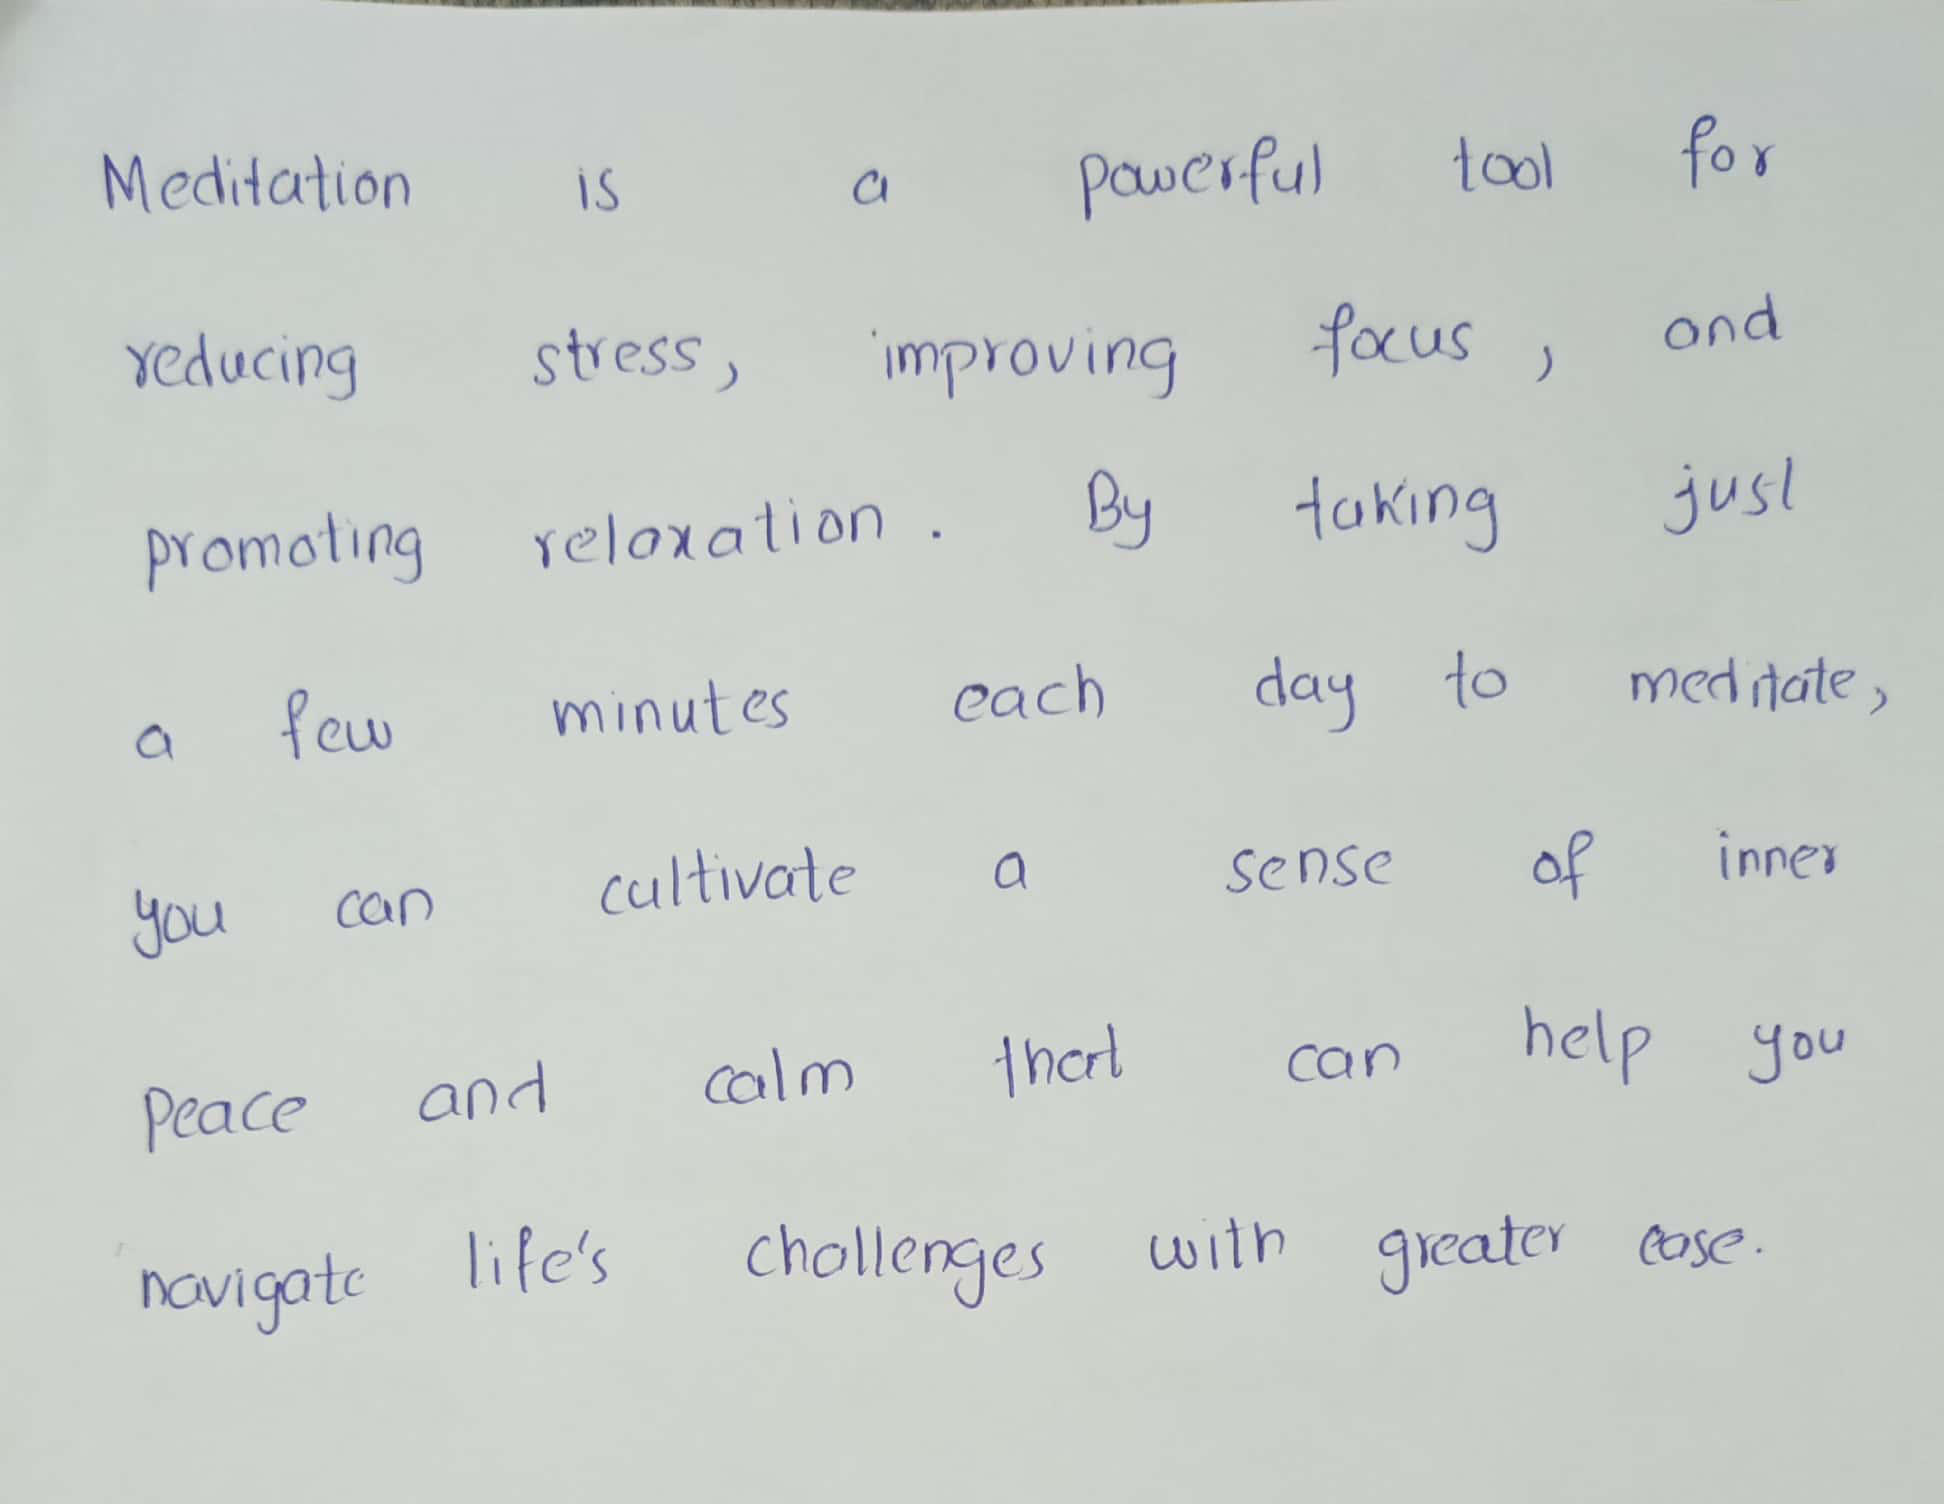 Meditation is a powerful tool for
reducing stress, improving focus, and
promoting relaxation. By taking just
a few minutes each day to meditate,
you can cultivate a sense of inner
peace and calm that can help you
navigate life's challenges with greater ease.